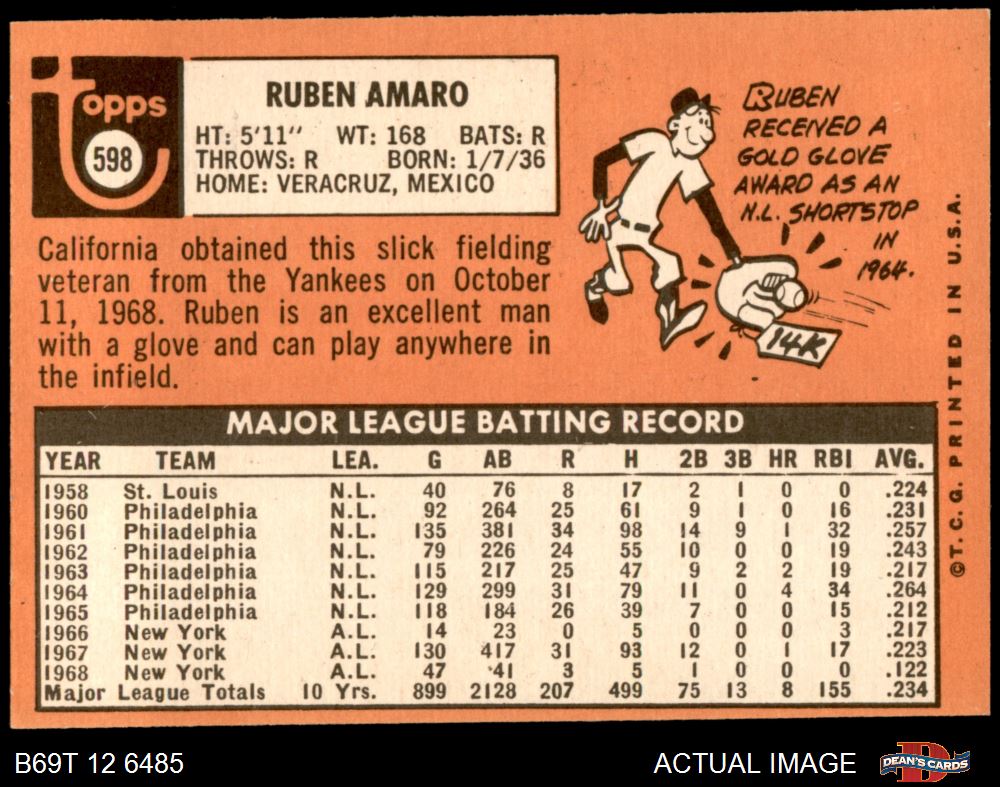 Topps
598
RUBEN AMARO
HT: 5'11" WT: 168 BATS: R
THROWS: R BORN: 1/7/36
HOME: VERACRUZ, MEXICO
California obtained this slick fielding
veteran from the Yankees on October
11, 1968. Ruben is an excellent man
with a glove and can play anywhere in
the infield.
RUBEN
RECEIVED A
GOLD GLOVE
AWARD AS AN
N.L. SHORTSTOP
IN
1964.
14K
MAJOR LEAGUE BATTING RECORD
YEAR TEAM LEA. G AB R H 2B 3B HR RBI AVG.
1958 St. Louis N.L. 40 76 8 17 2 1 0 0 .224
1960 Philadelphia N.L. 92 264 25 61 9 1 0 16 .231
1961 Philadelphia N.L. 135 381 34 98 14 9 1 32 .257
1962 Philadelphia N.L. 79 226 24 55 10 0 0 19 .243
1963 Philadelphia N.L. 115 217 25 47 9 2 2 19 .217
1964 Philadelphia N.L. 129 299 31 79 11 0 4 34 .264
1965 Philadelphia N.L. 118 184 26 39 7 0 0 15 .212
1966 New York A.L. 14 23 0 5 0 0 0 3 .217
1967 New York A.L. 130 417 31 93 12 0 1 17 .223
1968 New York A.L. 47 41 3 5 1 0 0 0 .122
Major League Totals 10 Yrs. 899 2128 207 499 75 13 8 155 .234
©T.C.G. PRINTED IN U.S.A.
B69T 12 6485 ACTUAL IMAGE
D
DEAN'S CARDS